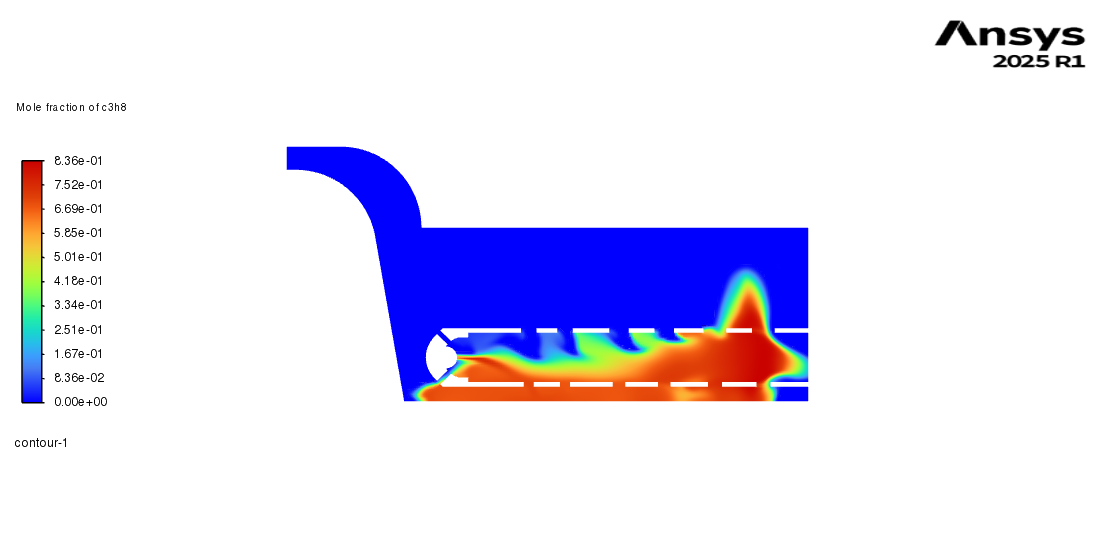 Ansys
2025 R1
Mole fraction of c3h8
8.36e-01
7.52e-01
6.69e-01
5.85e-01
5.01e-01
4.18e-01
3.34e-01
2.51e-01
1.67e-01
8.36e-02
0.00e+00
contour-1